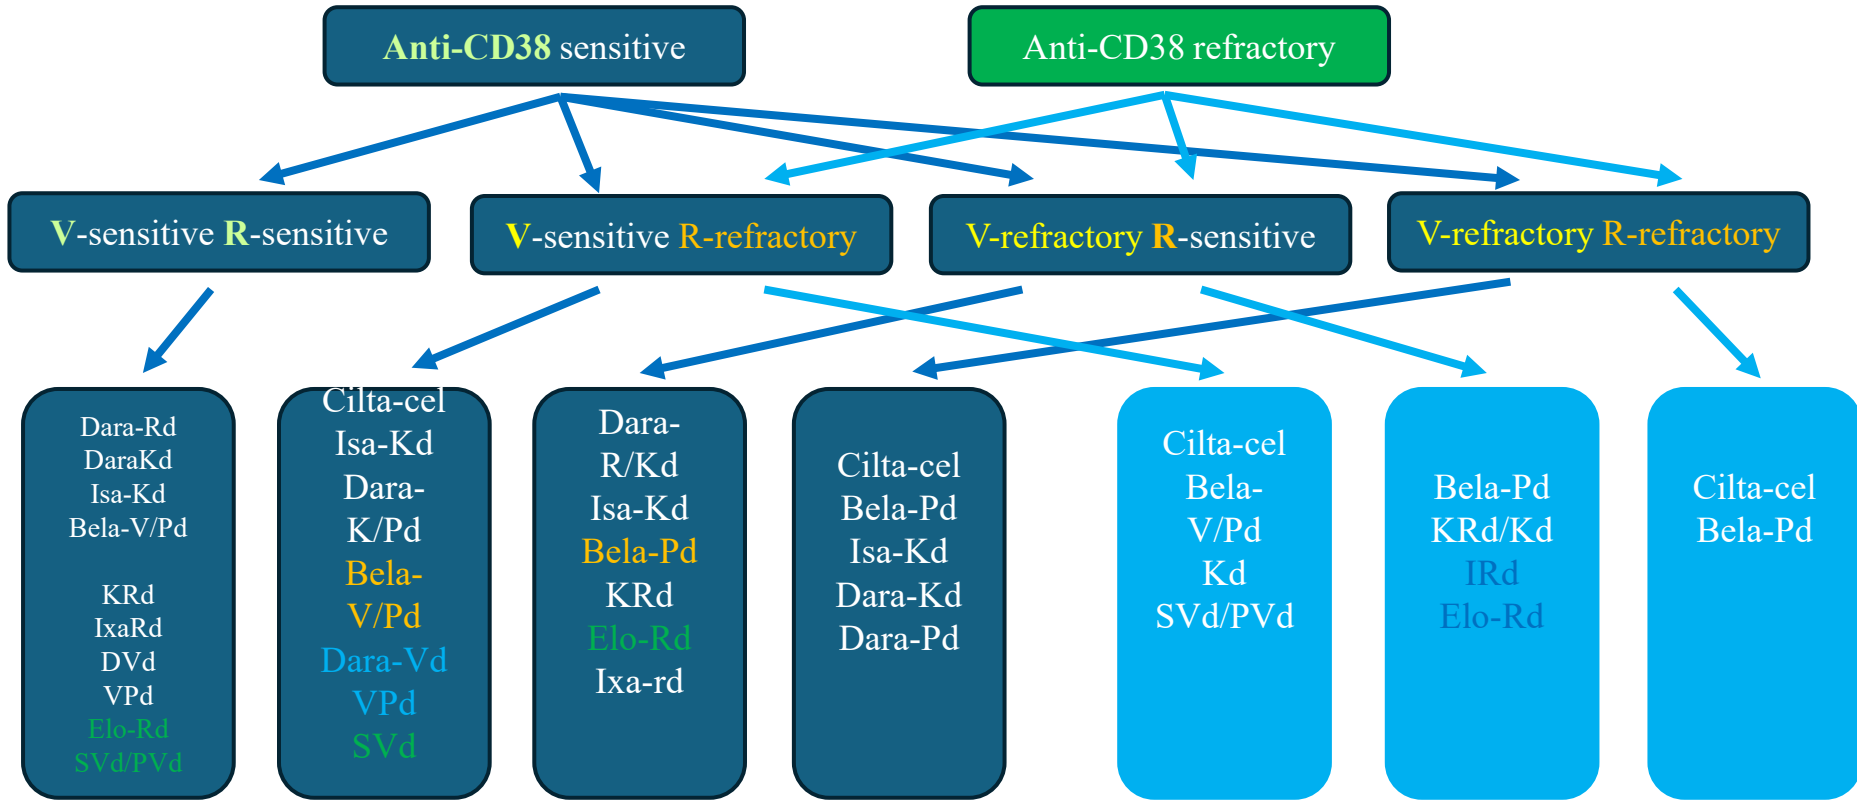 Anti-CD38 sensitive
Anti-CD38 refractory
V-sensitive R-sensitive
V-sensitive R-refractory
V-refractory R-sensitive
V-refractory R-refractory
Dara-Rd
DaraKd
Isa-Kd
Bela-V/Pd
KRd
IxaRd
DVd
VPd
Elo-Rd
SVd/PVd
Cilta-cel
Isa-Kd
Dara-
K/Pd
Bela-
V/Pd
Dara-Vd
VPd
SVd
Dara-
R/Kd
Isa-Kd
Bela-Pd
KRd
Elo-Rd
Ixa-rd
Cilta-cel
Bela-Pd
Isa-Kd
Dara-Kd
Dara-Pd
Cilta-cel
Bela-
V/Pd
Kd
SVd/PVd
Bela-Pd
KRd/Kd
IRd
Elo-Rd
Cilta-cel
Bela-Pd